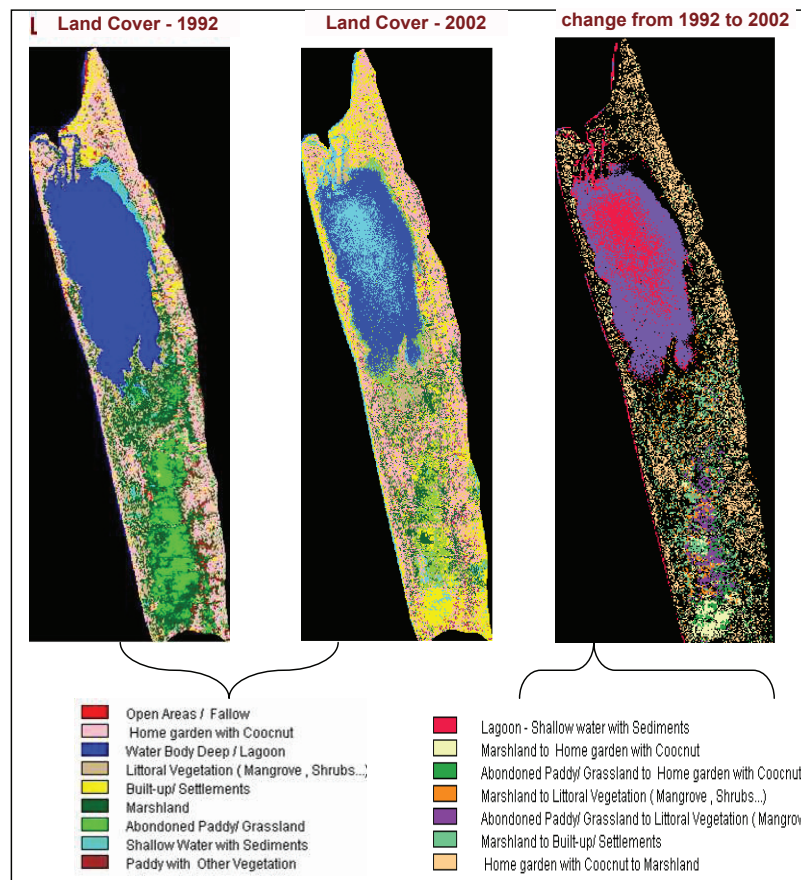 Land Cover - 1992
Land Cover - 2002
change from 1992 to 2002
Open Areas / Fallow
Home garden with Coocnut
Water Body Deep / Lagoon
Littoral Vegetation ( Mangrove , Shrubs...)
Built-up/ Settlements
Marshland
Abondoned Paddy/ Grassland
Shallow Water with Sediments
Paddy with Other Vegetation
Lagoon - Shallow water with Sediments
Marshland to Home garden with Coocnut
Abondoned Paddy/ Grassland to Home garden with Coocnut
Marshland to Littoral Vegetation ( Mangrove , Shrubs...)
Abondoned Paddy/ Grassland to Littoral Vegetation ( Mangrov
Marshland to Built-up/ Settlements
Home garden with Coocnut to Marshland